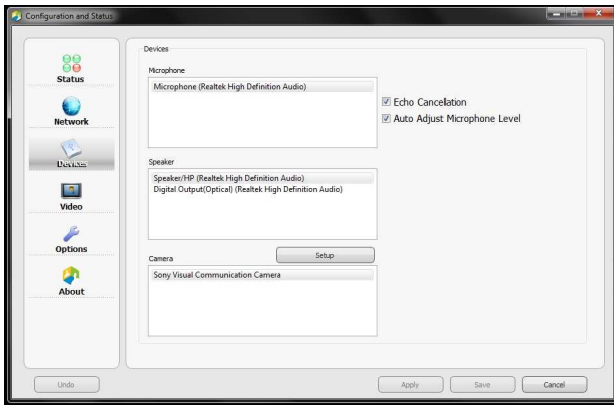 Configuration and Status
Status
Network
Devices
Video
Options
About
Devices
Microphone
Microphone (Realtek High Definition Audio)
Echo Cancellation
Auto Adjust Microphone Level
Speaker
Speaker/HP (Realtek High Definition Audio)
Digital Output(Optical) (Realtek High Definition Audio)
Camera
Setup
Sony Visual Communication Camera
Undo
Apply
Save
Cancel